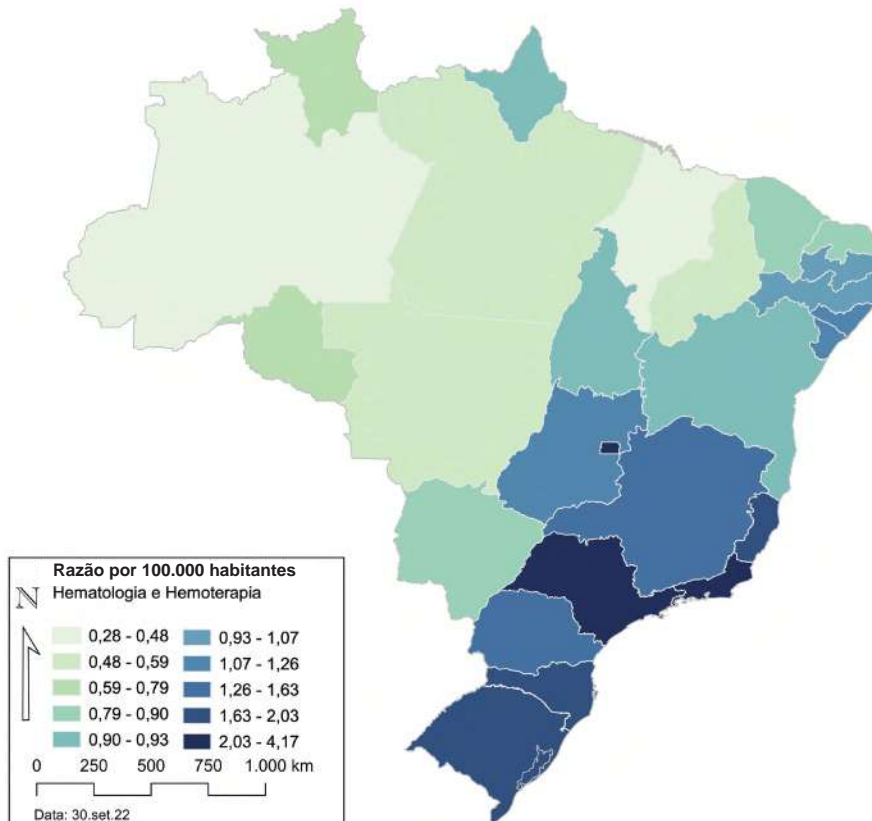 Razão por 100.000 habitantes
N Hematologia e Hemoterapia
0,28 - 0,48 0,93 - 1,07
0,48 - 0,59 1,07 - 1,26
0,59 - 0,79 1,26 - 1,63
0,79 - 0,90 1,63 - 2,03
0,90 - 0,93 2,03 - 4,17
0 250 500 750 1.000 km
Data: 30.set.22